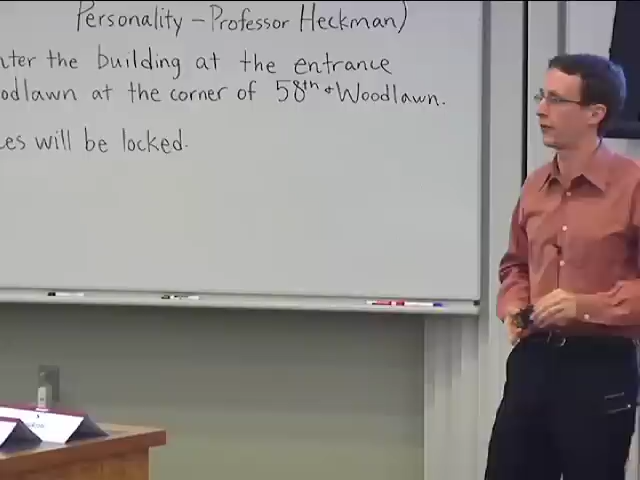 Personality - Professor Heckman)
nter the building at the entrance
odlawn at the corner of 58th + Woodlawn.
ces will be locked.